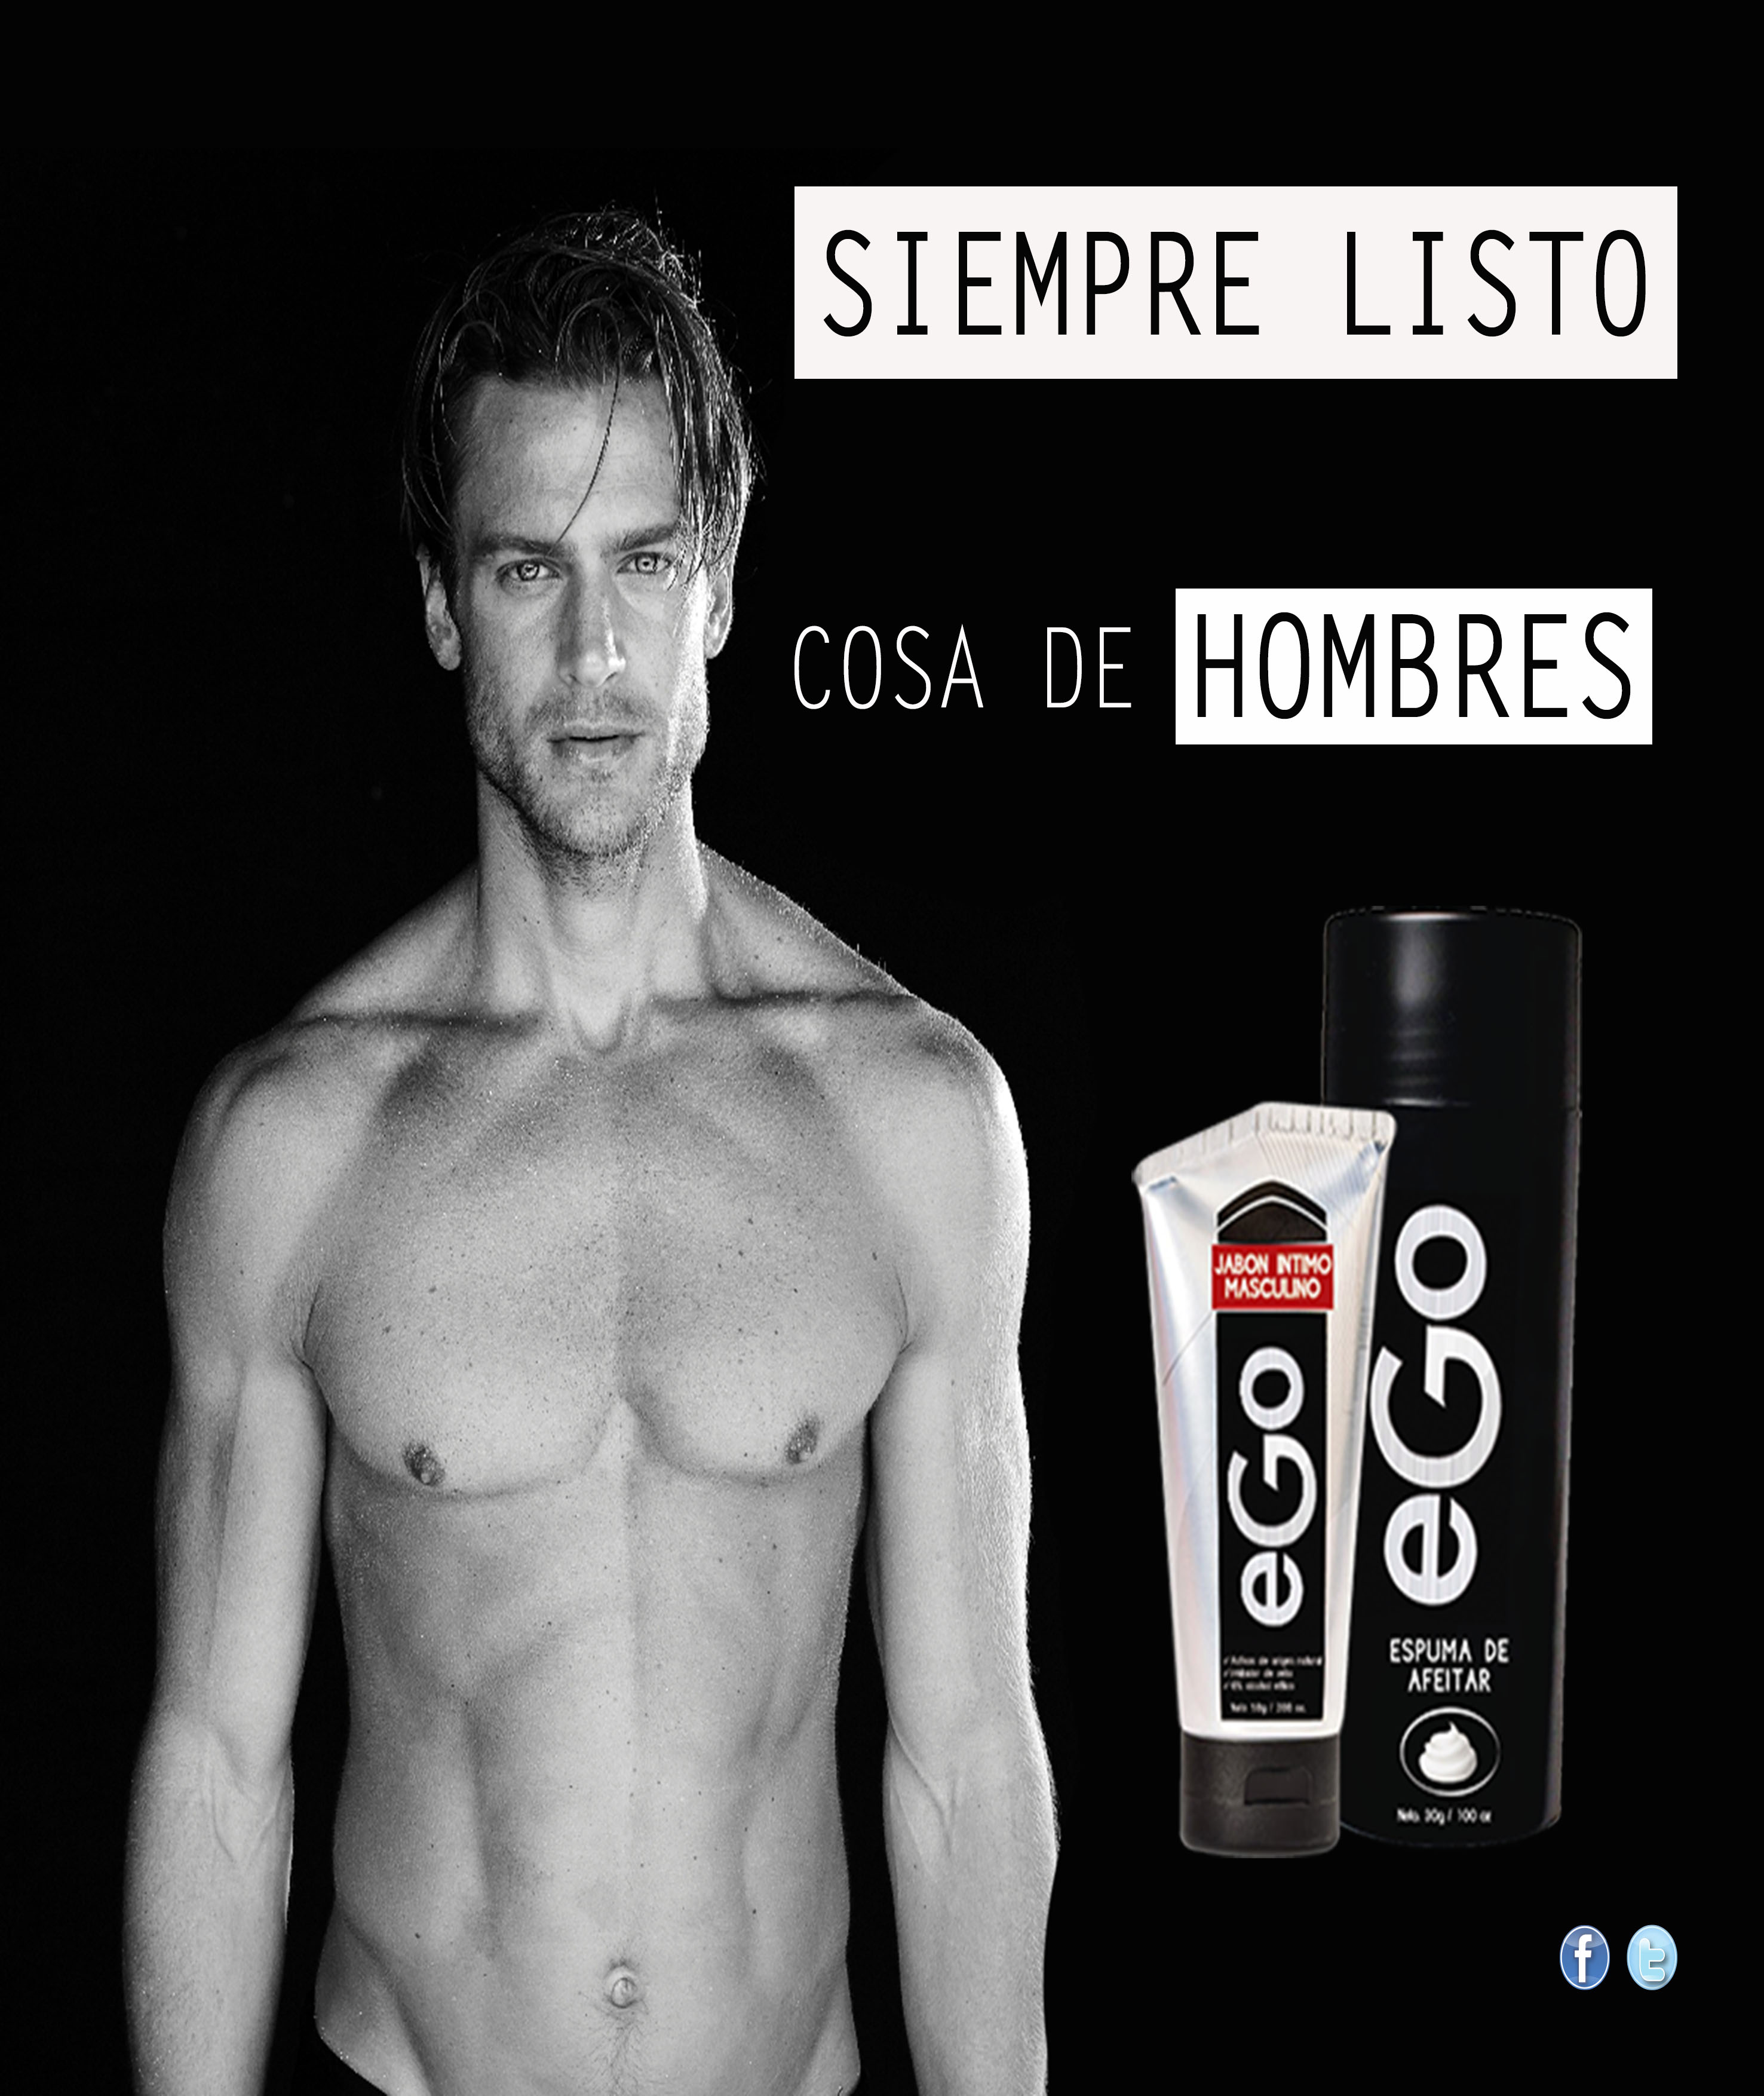 SIEMPRE LISTO
COSA DE HOMBRES
JABON INTIMO
MASCULINO
eGo
eGo
ESPUMA DE
AFEITAR
f
t